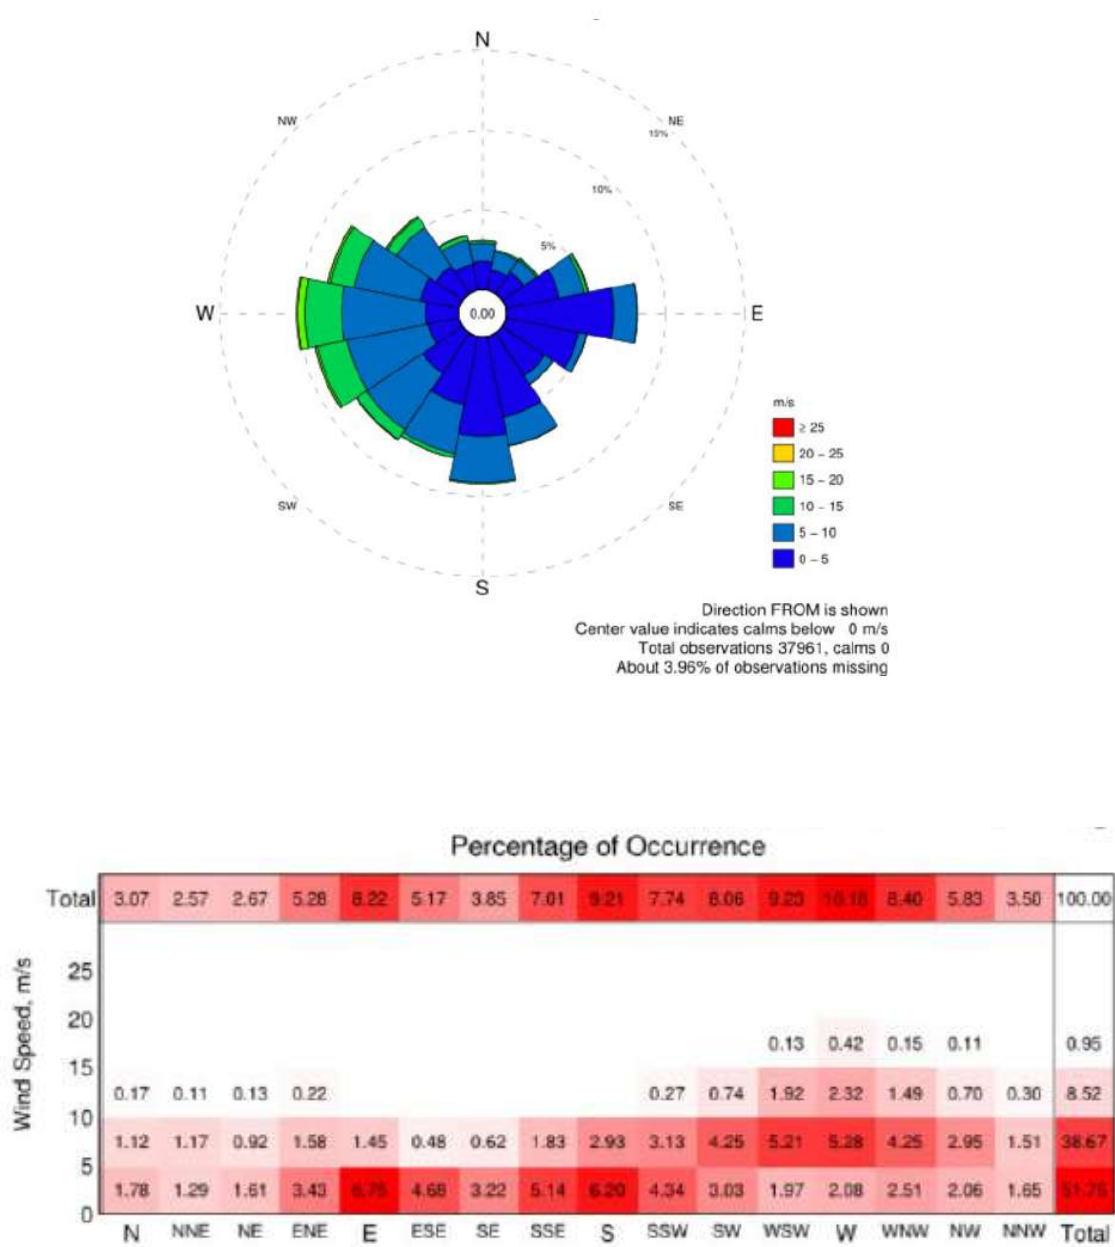 N
NW
NE
15%
10%
5%
W
0.00
E
m/s
≥ 25
20 – 25
15 – 20
10 – 15
5 – 10
0 – 5
SW
SE
S
Direction FROM is shown
Center value indicates calms below 0 m/s
Total observations 37961, calms 0
About 3.96% of observations missing
Percentage of Occurrence
Total 3.07 2.57 2.67 5.28 8.22 5.17 3.85 7.01 9.21 7.74 8.06 9.23 8.40 5.83 3.50 100.00
Wind Speed, m/s
25
20
0.13 0.42 0.15 0.11 0.95
15
0.17 0.11 0.13 0.22 0.27 0.74 1.92 2.32 1.49 0.70 0.30 8.52
10
1.12 1.17 0.92 1.58 1.45 0.48 0.62 1.83 2.93 3.13 4.25 5.21 5.28 4.25 2.95 1.51 38.67
5
1.78 1.29 1.61 3.43 6.75 4.68 3.22 5.14 6.20 4.34 3.03 1.97 2.08 2.51 2.06 1.65 51.75
0
N NNE NE ENE E ESE SE SSE S SSW SW WSW W WNW NW NNW Total